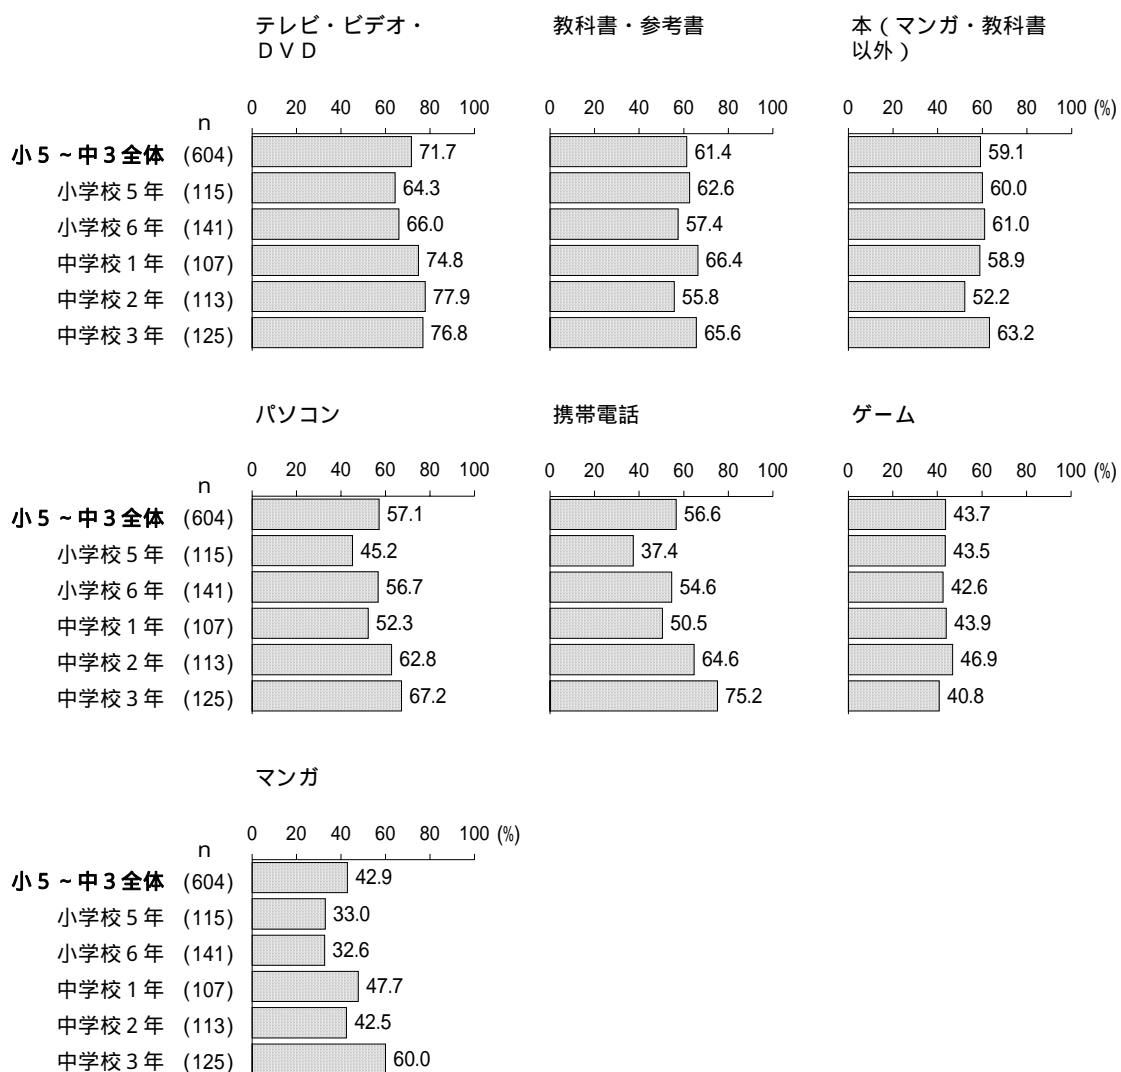 テレビ・ビデオ・ 教科書・参考書 本（マンガ・教科書
ＤＶＤ 以外）
0 20 40 60 80 100 0 20 40 60 80 100 0 20 40 60 80 100 (%)
n
小５～中３全体 (604) 71.7 61.4 59.1
小学校５年 (115) 64.3 62.6 60.0
小学校６年 (141) 66.0 57.4 61.0
中学校１年 (107) 74.8 66.4 58.9
中学校２年 (113) 77.9 55.8 52.2
中学校３年 (125) 76.8 65.6 63.2
パソコン 携帯電話 ゲーム
0 20 40 60 80 100 0 20 40 60 80 100 0 20 40 60 80 100 (%)
n
小５～中３全体 (604) 57.1 56.6 43.7
小学校５年 (115) 45.2 37.4 43.5
小学校６年 (141) 56.7 54.6 42.6
中学校１年 (107) 52.3 50.5 43.9
中学校２年 (113) 62.8 64.6 46.9
中学校３年 (125) 67.2 75.2 40.8
マンガ
0 20 40 60 80 100 (%)
n
小５～中３全体 (604) 42.9
小学校５年 (115) 33.0
小学校６年 (141) 32.6
中学校１年 (107) 47.7
中学校２年 (113) 42.5
中学校３年 (125) 60.0